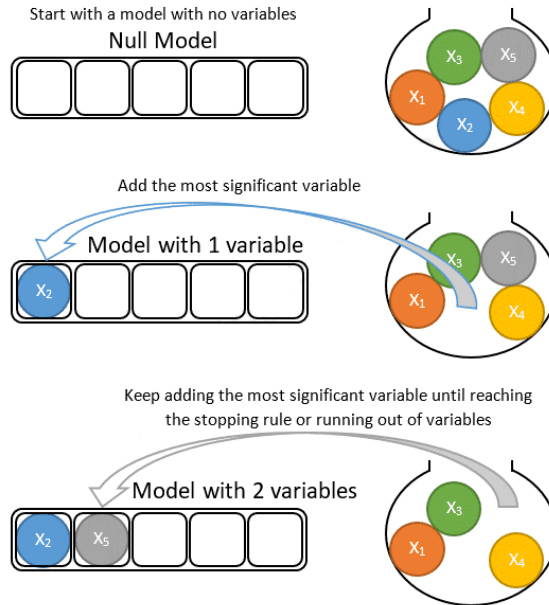 Start with a model with no variables
Null Model
X₃ X₅
X₁ X₄
X₂
Add the most significant variable
Model with 1 variable
X₂
X₃ X₅
X₁ X₄
Keep adding the most significant variable until reaching
the stopping rule or running out of variables
Model with 2 variables
X₂ X₅
X₃
X₁ X₄